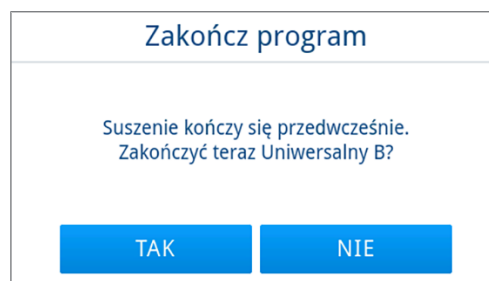 Zakończ program
Suszenie kończy się przedwcześnie.
Zakończyć teraz Uniwersalny B?
TAK
NIE